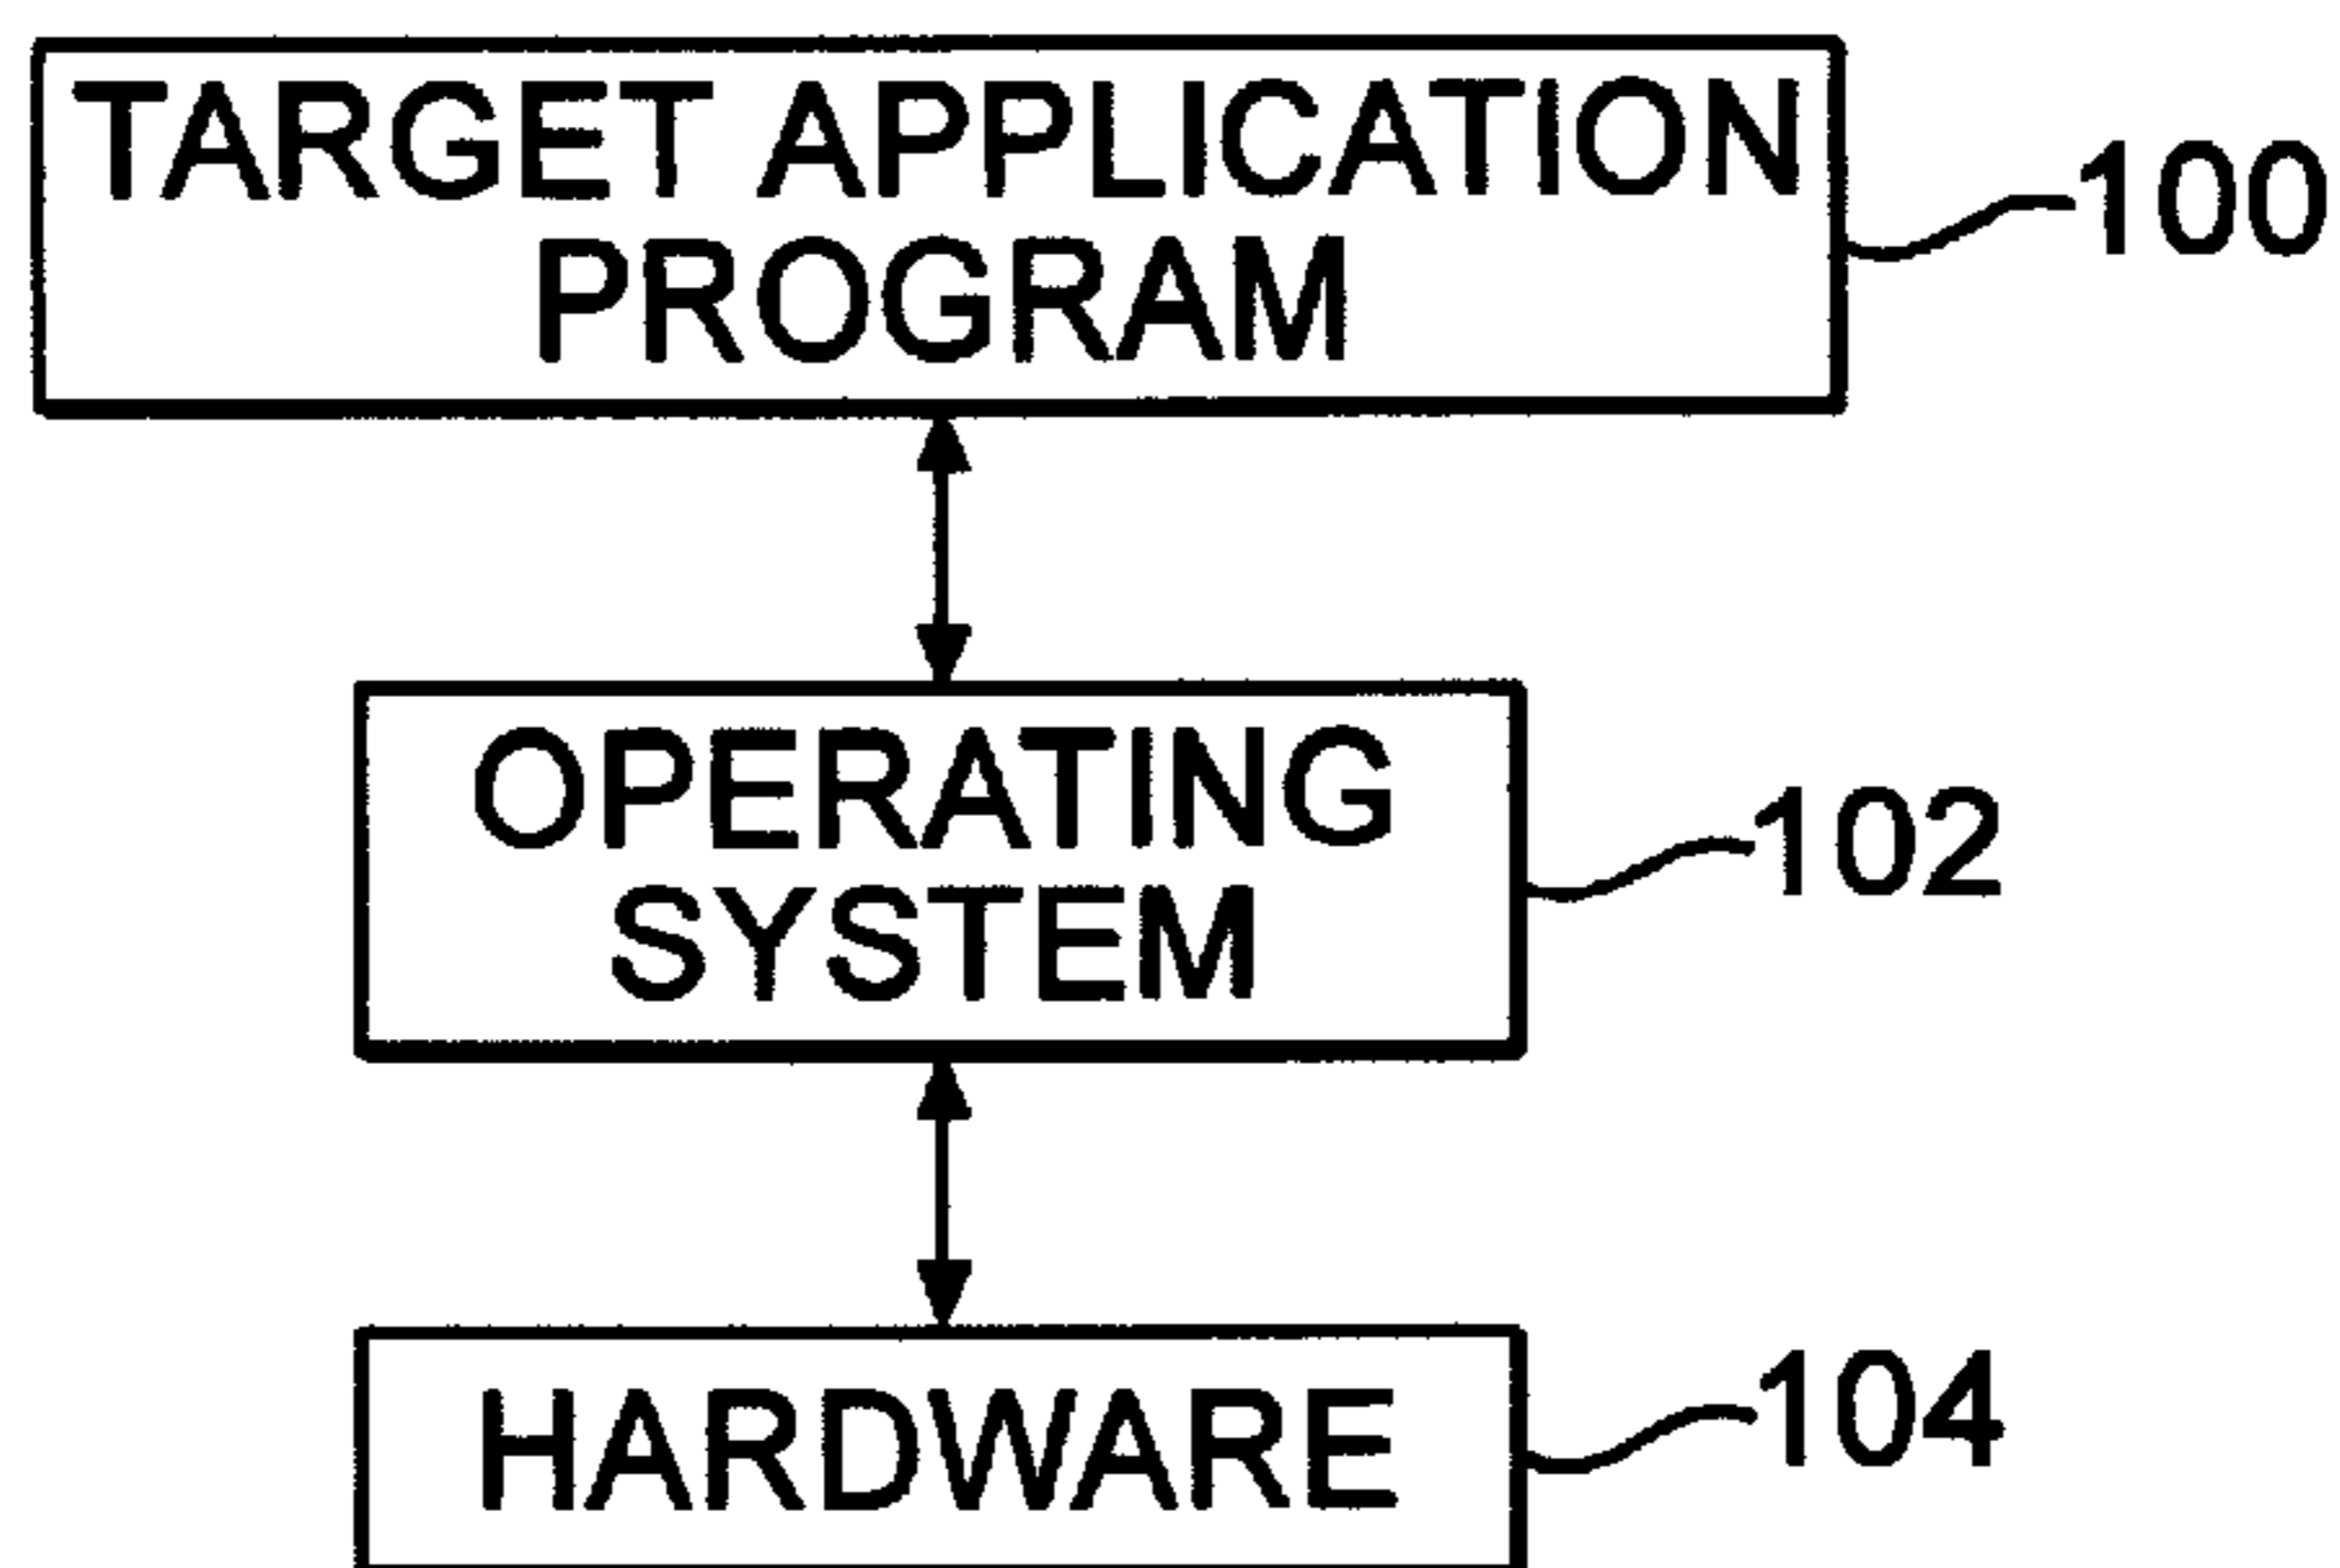 TARGET APPLICATION
PROGRAM
100
OPERATING
SYSTEM
102
HARDWARE
104